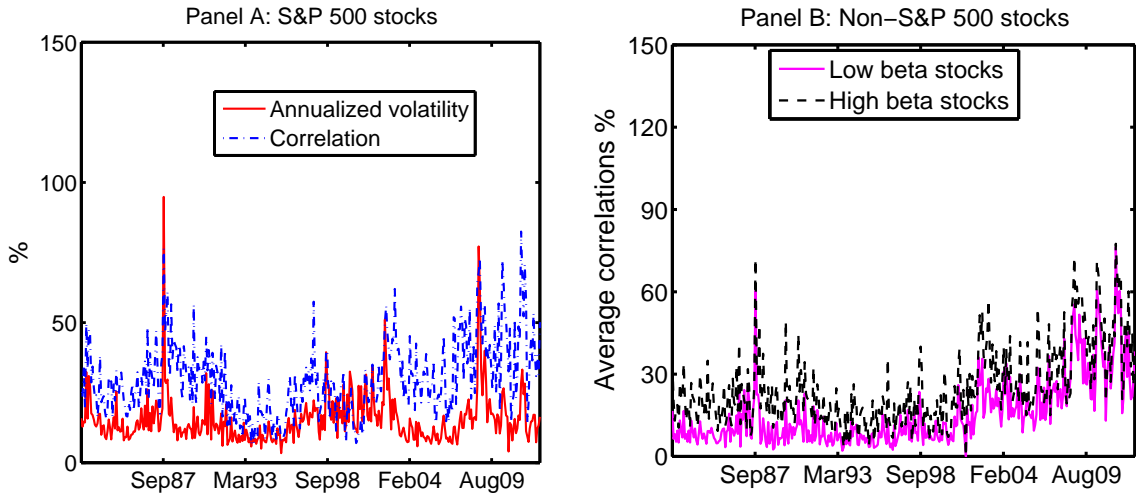 Panel A: S&P 500 stocks
150
100
50
0
%
Annualized volatility
Correlation
Sep87 Mar93 Sep98 Feb04 Aug09
Panel B: Non−S&P 500 stocks
150
120
90
60
30
0
Average correlations %
Low beta stocks
High beta stocks
Sep87 Mar93 Sep98 Feb04 Aug09